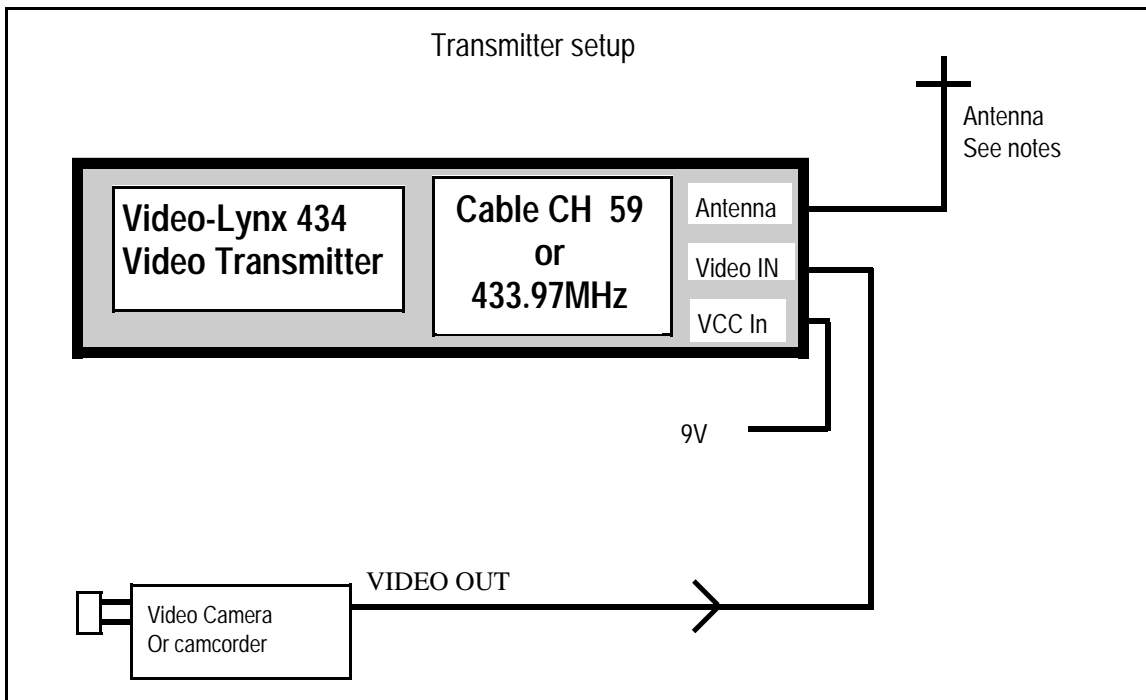 Transmitter setup
Antenna
See notes
Video-Lynx 434
Video Transmitter
Cable CH 59
or
433.97MHz
Antenna
Video IN
VCC In
9V
VIDEO OUT
Video Camera
Or camcorder